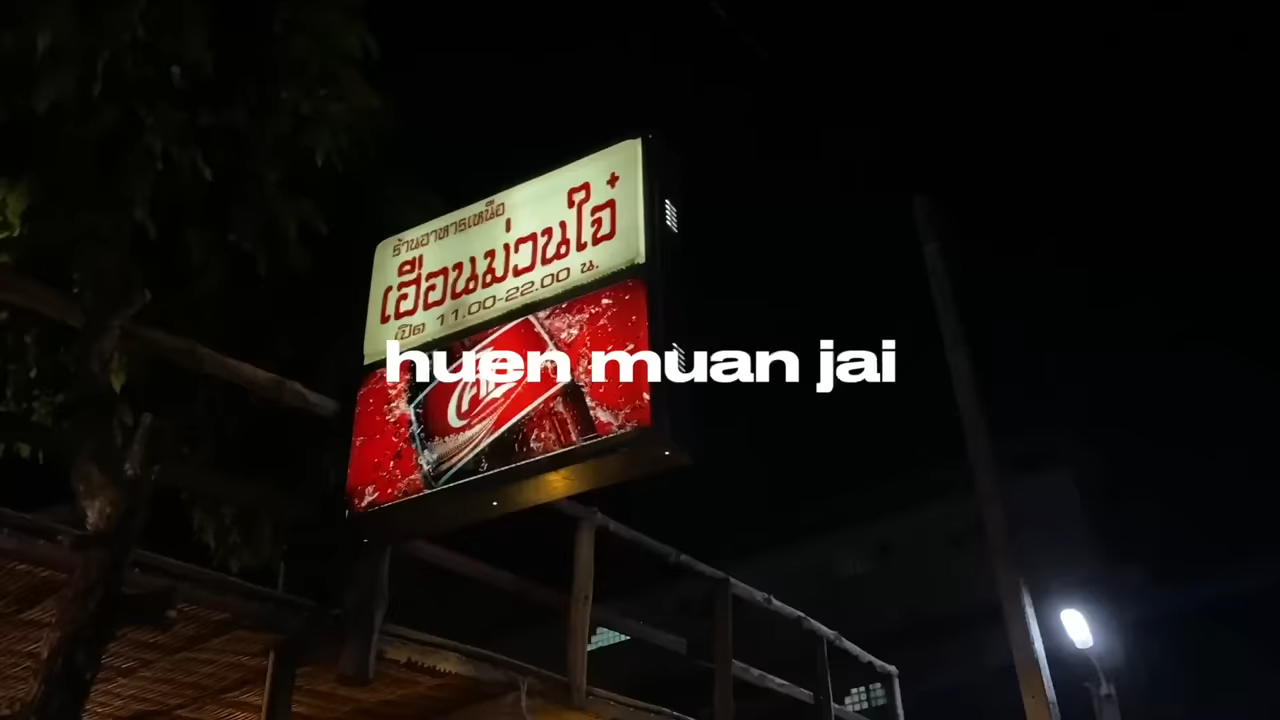 ร้านอาหารเหนือ
เฮือนม่วนใจ๋
เปิด 11.00-22.00 น.
huen muan jai